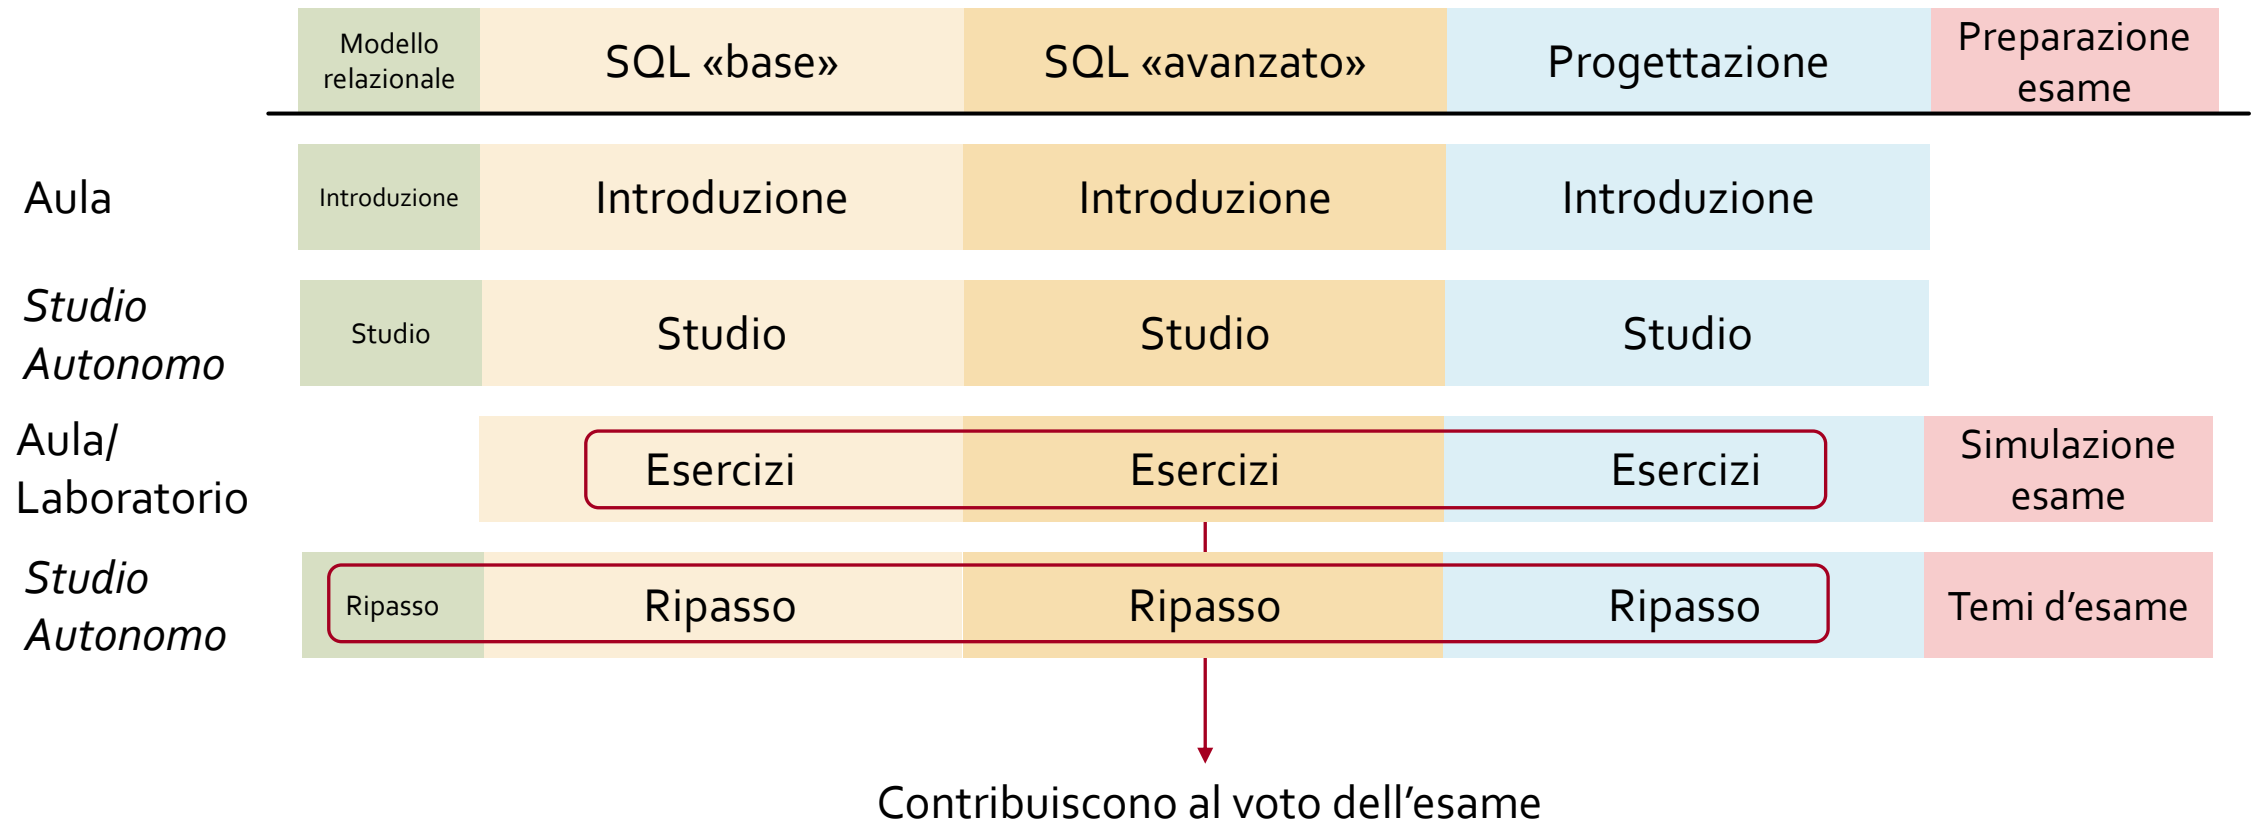 Modello
relazionale
SQL «base»
SQL «avanzato»
Progettazione
Preparazione
esame
Aula
Introduzione
Introduzione
Introduzione
Introduzione
Studio
Autonomo
Studio
Studio
Studio
Studio
Aula/
Laboratorio
Esercizi
Esercizi
Esercizi
Simulazione
esame
Studio
Autonomo
Ripasso
Ripasso
Ripasso
Ripasso
Temi d’esame
Contribuiscono al voto dell’esame